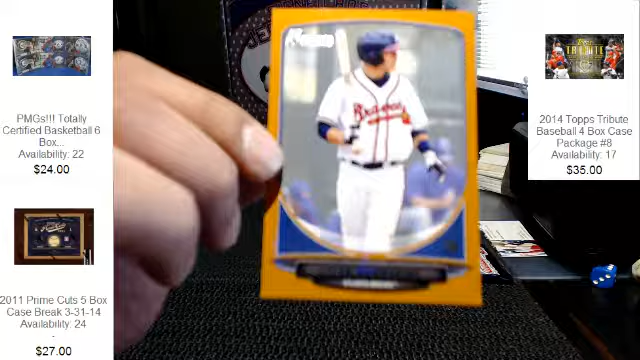 PMGs!!! Totally
Certified Basketball 6
Box...
Availability: 22
$24.00
2011 Prime Cuts 5 Box
Case Break 3-31-14
Availability: 24
-
$27.00
Braves
TRIBUTE
2014 Topps Tribute
Baseball 4 Box Case
Package #8
Availability: 17
$35.00